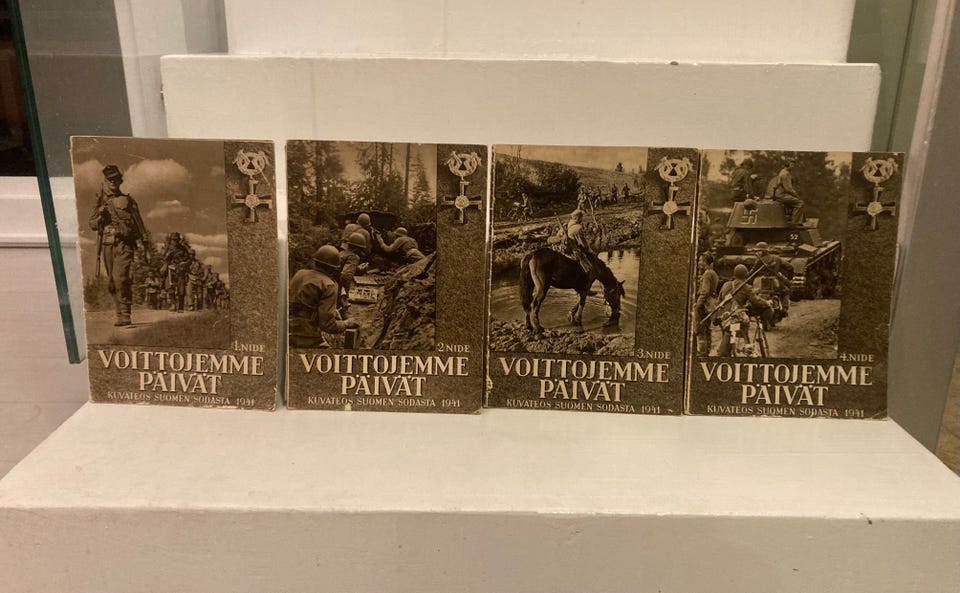 1. NIDE
VOITTOJEMME
PÄIVÄT
KUVATEOS SUOMEN SODASTA 1941
2. NIDE
VOITTOJEMME
PÄIVÄT
KUVATEOS SUOMEN SODASTA 1941
3. NIDE
VOITTOJEMME
PÄIVÄT
KUVATEOS SUOMEN SODASTA 1941
52
4. NIDE
VOITTOJEMME
PÄIVÄT
KUVATEOS SUOMEN SODASTA 1941